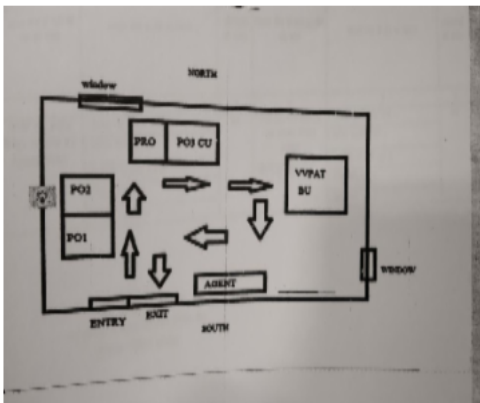 NORTH
window
PRO
PO3 CU
VVPAT
BU
PO2
PO1
WINDOW
AGENT
ENTRY
EXIT
SOUTH